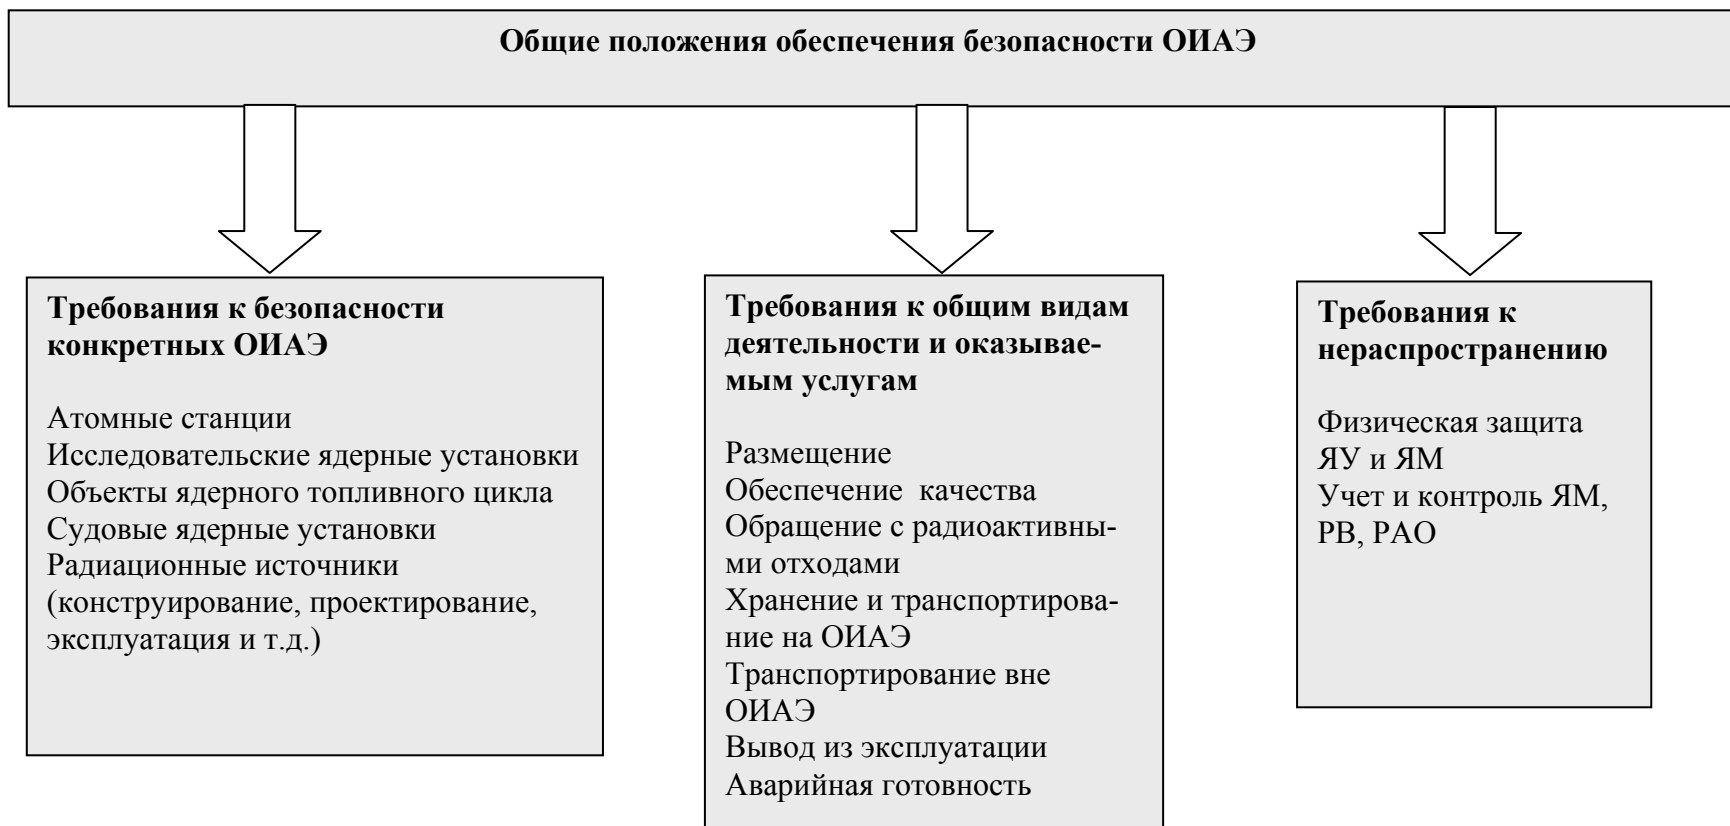 Общие положения обеспечения безопасности ОИАЭ
Требования к безопасности
конкретных ОИАЭ
Атомные станции
Исследовательские ядерные установки
Объекты ядерного топливного цикла
Судовые ядерные установки
Радиационные источники
(конструирование, проектирование,
эксплуатация и т.д.)
Требования к общим видам
деятельности и оказывае-
мым услугам
Размещение
Обеспечение качества
Обращение с радиоактивны-
ми отходами
Хранение и транспортирова-
ние на ОИАЭ
Транспортирование вне
ОИАЭ
Вывод из эксплуатации
Аварийная готовность
Требования к
нераспространению
Физическая защита
ЯУ и ЯМ
Учет и контроль ЯМ,
РВ, РАО